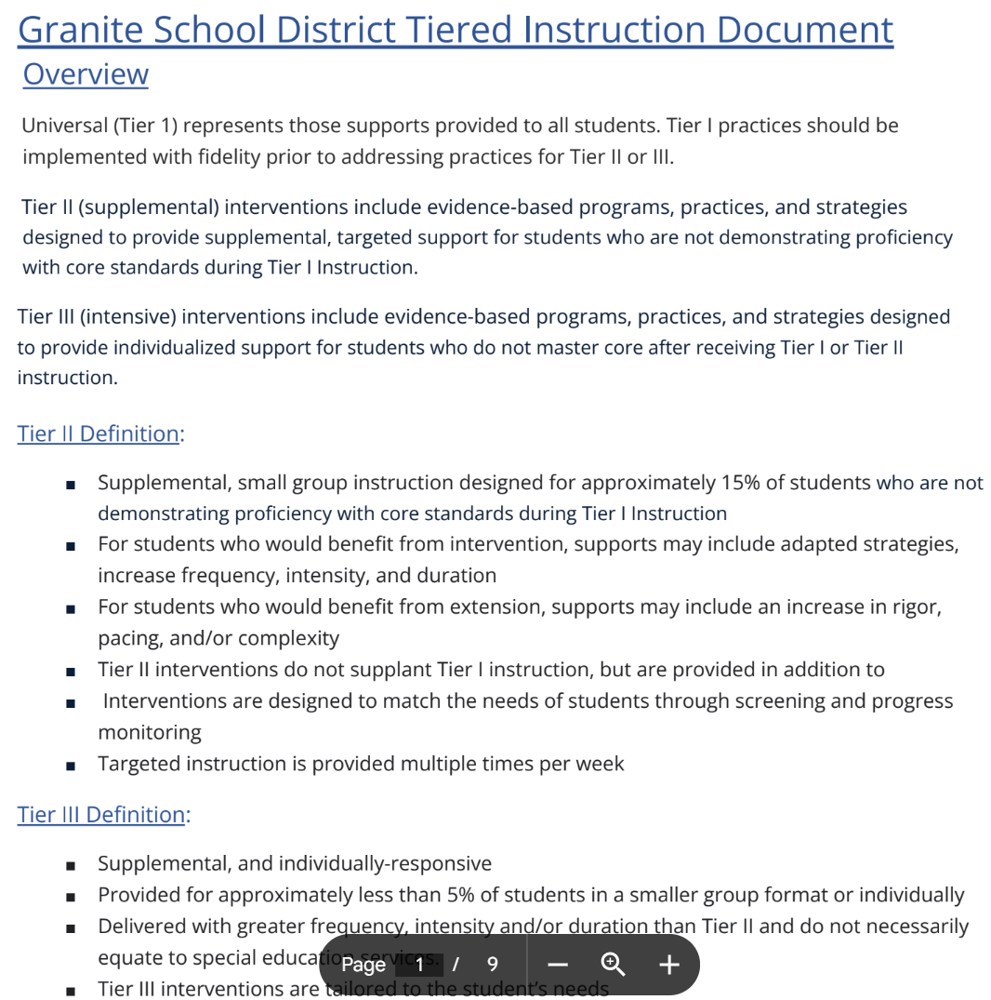 Granite School District Tiered Instruction Document
Overview
Universal (Tier 1) represents those supports provided to all students. Tier I practices should be
implemented with fidelity prior to addressing practices for Tier II or III.
Tier II (supplemental) interventions include evidence-based programs, practices, and strategies
designed to provide supplemental, targeted support for students who are not demonstrating proficiency
with core standards during Tier I Instruction.
Tier III (intensive) interventions include evidence-based programs, practices, and strategies designed
to provide individualized support for students who do not master core after receiving Tier I or Tier II
instruction.
Tier II Definition:
■ Supplemental, small group instruction designed for approximately 15% of students who are not
demonstrating proficiency with core standards during Tier I Instruction
■ For students who would benefit from intervention, supports may include adapted strategies,
increase frequency, intensity, and duration
■ For students who would benefit from extension, supports may include an increase in rigor,
pacing, and/or complexity
■ Tier II interventions do not supplant Tier I instruction, but are provided in addition to
■ Interventions are designed to match the needs of students through screening and progress
monitoring
■ Targeted instruction is provided multiple times per week
Tier III Definition:
■ Supplemental, and individually-responsive
■ Provided for approximately less than 5% of students in a smaller group format or individually
■ Delivered with greater frequency, intensity and/or duration than Tier II and do not necessarily
equate to special education services.
■ Tier III interventions are tailored to the student's needs
Page 1 / 9